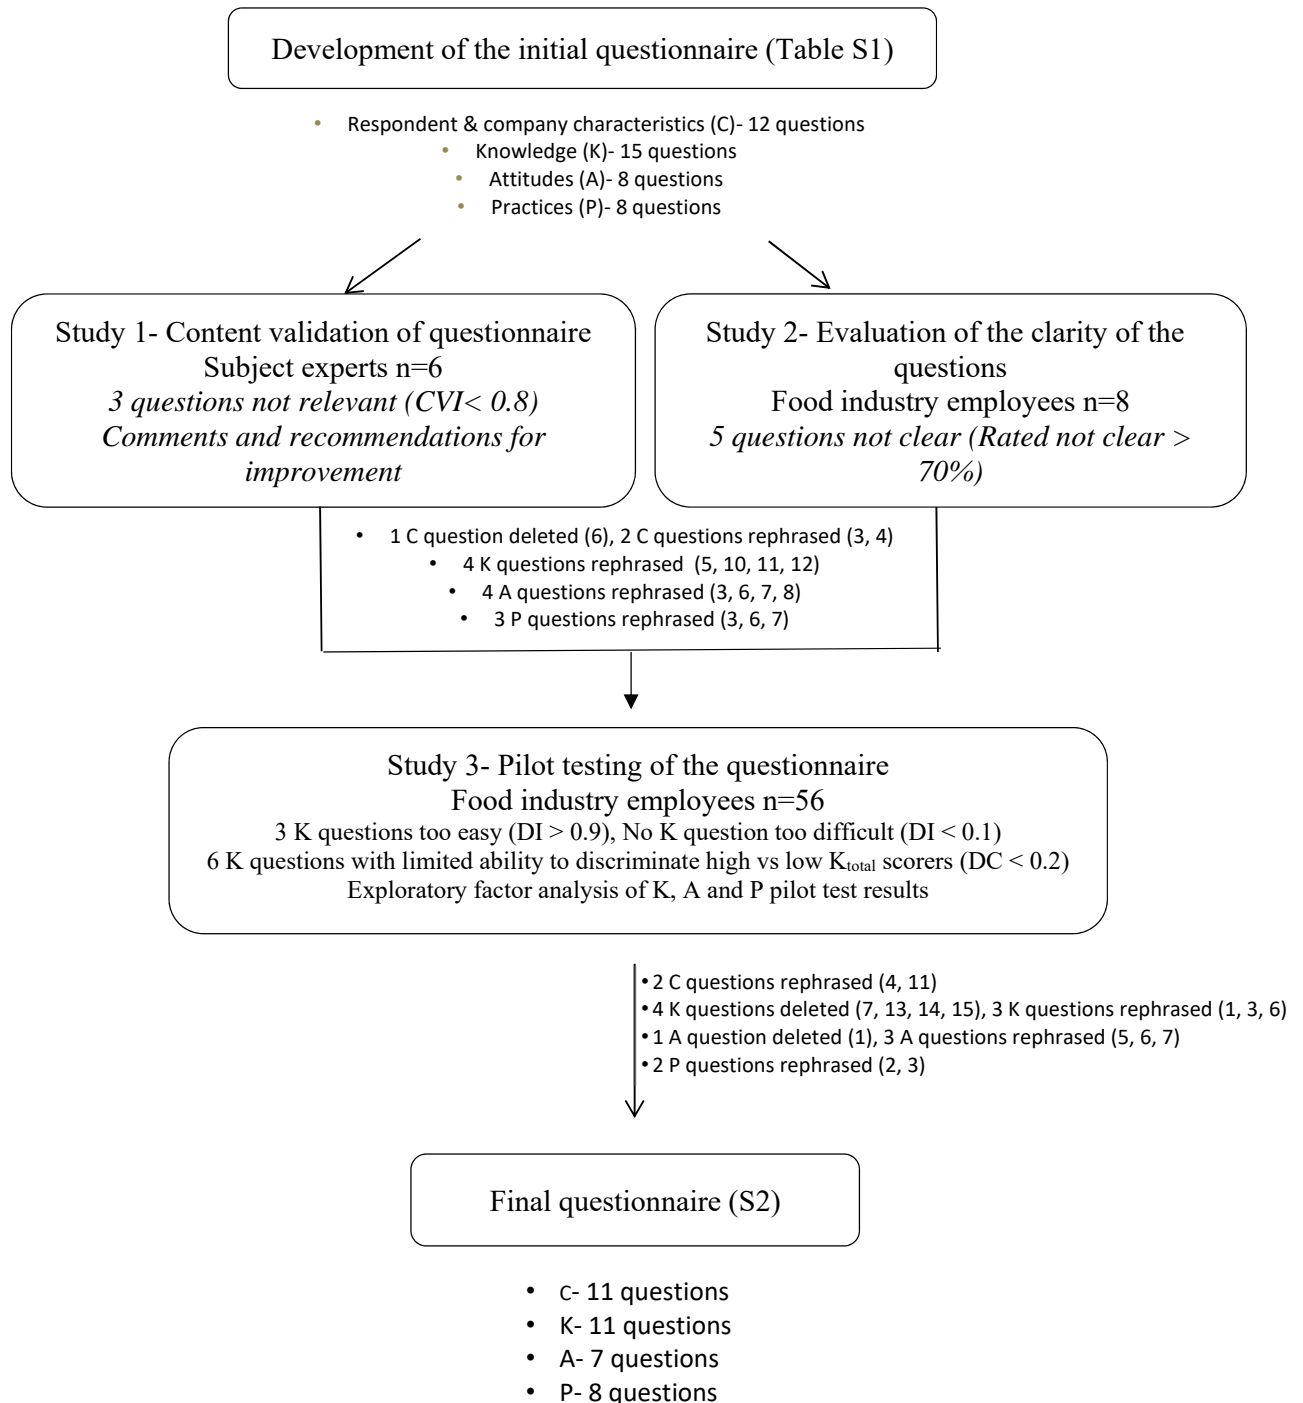 Development of the initial questionnaire (Table S1)
• Respondent & company characteristics (C)- 12 questions
• Knowledge (K)- 15 questions
• Attitudes (A)- 8 questions
• Practices (P)- 8 questions
Study 1- Content validation of questionnaire
Subject experts n=6
3 questions not relevant (CVI< 0.8)
Comments and recommendations for
improvement
Study 2- Evaluation of the clarity of the
questions
Food industry employees n=8
5 questions not clear (Rated not clear >
70%)
• 1 C question deleted (6), 2 C questions rephrased (3, 4)
• 4 K questions rephrased (5, 10, 11, 12)
• 4 A questions rephrased (3, 6, 7, 8)
• 3 P questions rephrased (3, 6, 7)
Study 3- Pilot testing of the questionnaire
Food industry employees n=56
3 K questions too easy (DI > 0.9), No K question too difficult (DI < 0.1)
6 K questions with limited ability to discriminate high vs low Ktotal scorers (DC < 0.2)
Exploratory factor analysis of K, A and P pilot test results
• 2 C questions rephrased (4, 11)
• 4 K questions deleted (7, 13, 14, 15), 3 K questions rephrased (1, 3, 6)
• 1 A question deleted (1), 3 A questions rephrased (5, 6, 7)
• 2 P questions rephrased (2, 3)
Final questionnaire (S2)
• C- 11 questions
• K- 11 questions
• A- 7 questions
• P- 8 questions